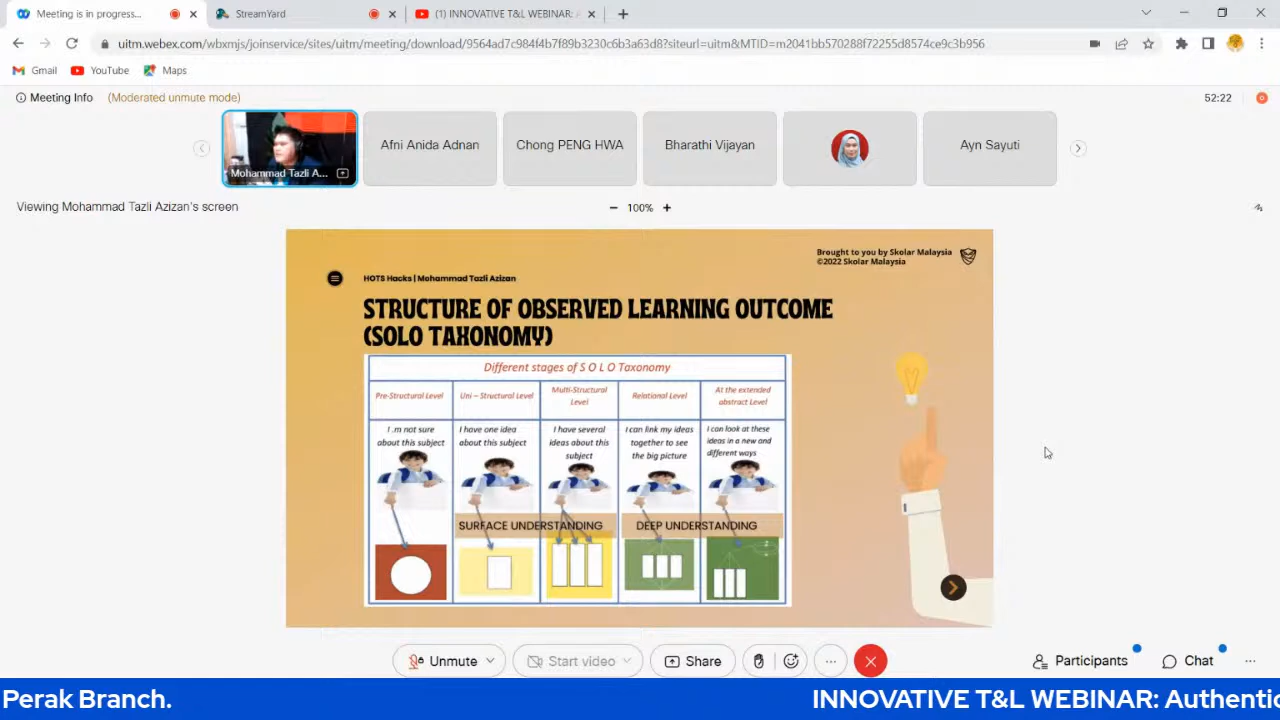 Meeting is in progress...
StreamYard
(1) INNOVATIVE T&L WEBINAR:
uitm.webex.com/wbxmjs/joinservice/sites/uitm/meeting/download/9564ad7c984f4b7f89b3230c6b3a63d8?siteurl=uitm&MTID=m2041bb570288f72255d8574ce9c3b956
Gmail
YouTube
Maps
Meeting Info
(Moderated unmute mode)
52:22
Mohammad Tazli A...
Afni Anida Adnan
Chong PENG HWA
Bharathi Vijayan
Ayn Sayuti
Viewing Mohammad Tazli Azizan's screen
100%
Brought to you by Skolar Malaysia
©2022 Skolar Malaysia
HOTS Hacks | Mohammad Tazli Azizan
STRUCTURE OF OBSERVED LEARNING OUTCOME
(SOLO TAXONOMY)
Different stages of S O L O Taxonomy
Pre-Structural Level
Uni – Structural Level
Multi-Structural
Level
Relational Level
At the extended
abstract Level
I .m not sure
about this subject
I have one idea
about this subject
I have several
ideas about this
subject
I can link my ideas
together to see
the big picture
I can look at these
ideas in a new and
different ways
SURFACE UNDERSTANDING
DEEP UNDERSTANDING
Unmute
Start video
Share
Participants
Chat
Perak Branch.
INNOVATIVE T&L WEBINAR: Authentic